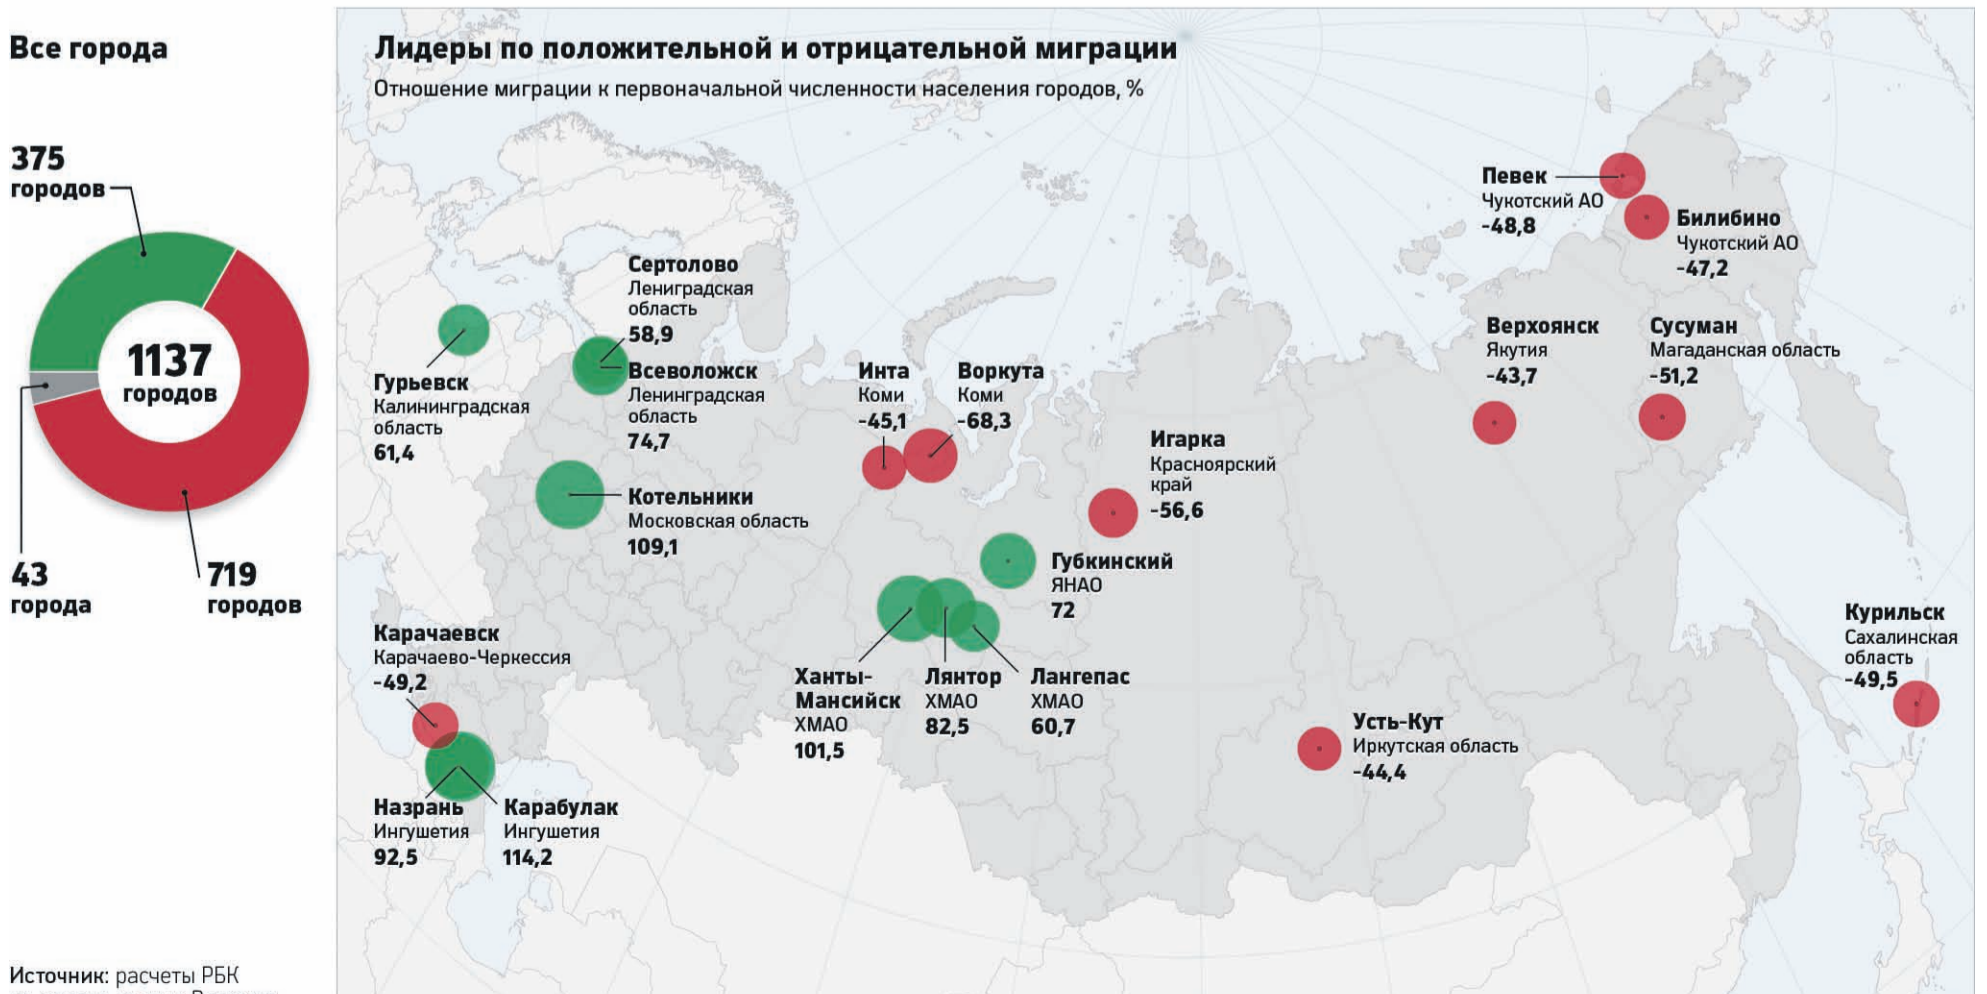 Все города
375
городов
1137
городов
43
города
719
городов
Источник: расчеты РБК
Лидеры по положительной и отрицательной миграции
Отношение миграции к первоначальной численности населения городов, %
Певек
Чукотский АО
-48,8
Билибино
Чукотский АО
-47,2
Сертолово
Лениградская
область
58,9
Всеволожск
Ленинградская
область
74,7
Гурьевск
Калининградская
область
61,4
Инта
Коми
-45,1
Воркута
Коми
-68,3
Верхоянск
Якутия
-43,7
Сусуман
Магаданская область
-51,2
Игарка
Красноярский
край
-56,6
Котельники
Московская область
109,1
Губкинский
ЯНАО
72
Карачаевск
Карачаево-Черкессия
-49,2
Ханты-
Мансийск
ХМАО
101,5
Лянтор
ХМАО
82,5
Лангепас
ХМАО
60,7
Курильск
Сахалинская
область
-49,5
Усть-Кут
Иркутская область
-44,4
Назрань
Ингушетия
92,5
Карабулак
Ингушетия
114,2